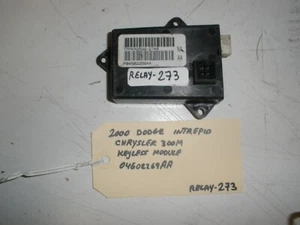 RELAY-273
2000 DODGE INTREPID
CHRYSLER 300M
KEYLESS MODULE
04602269AA
RELAY-273